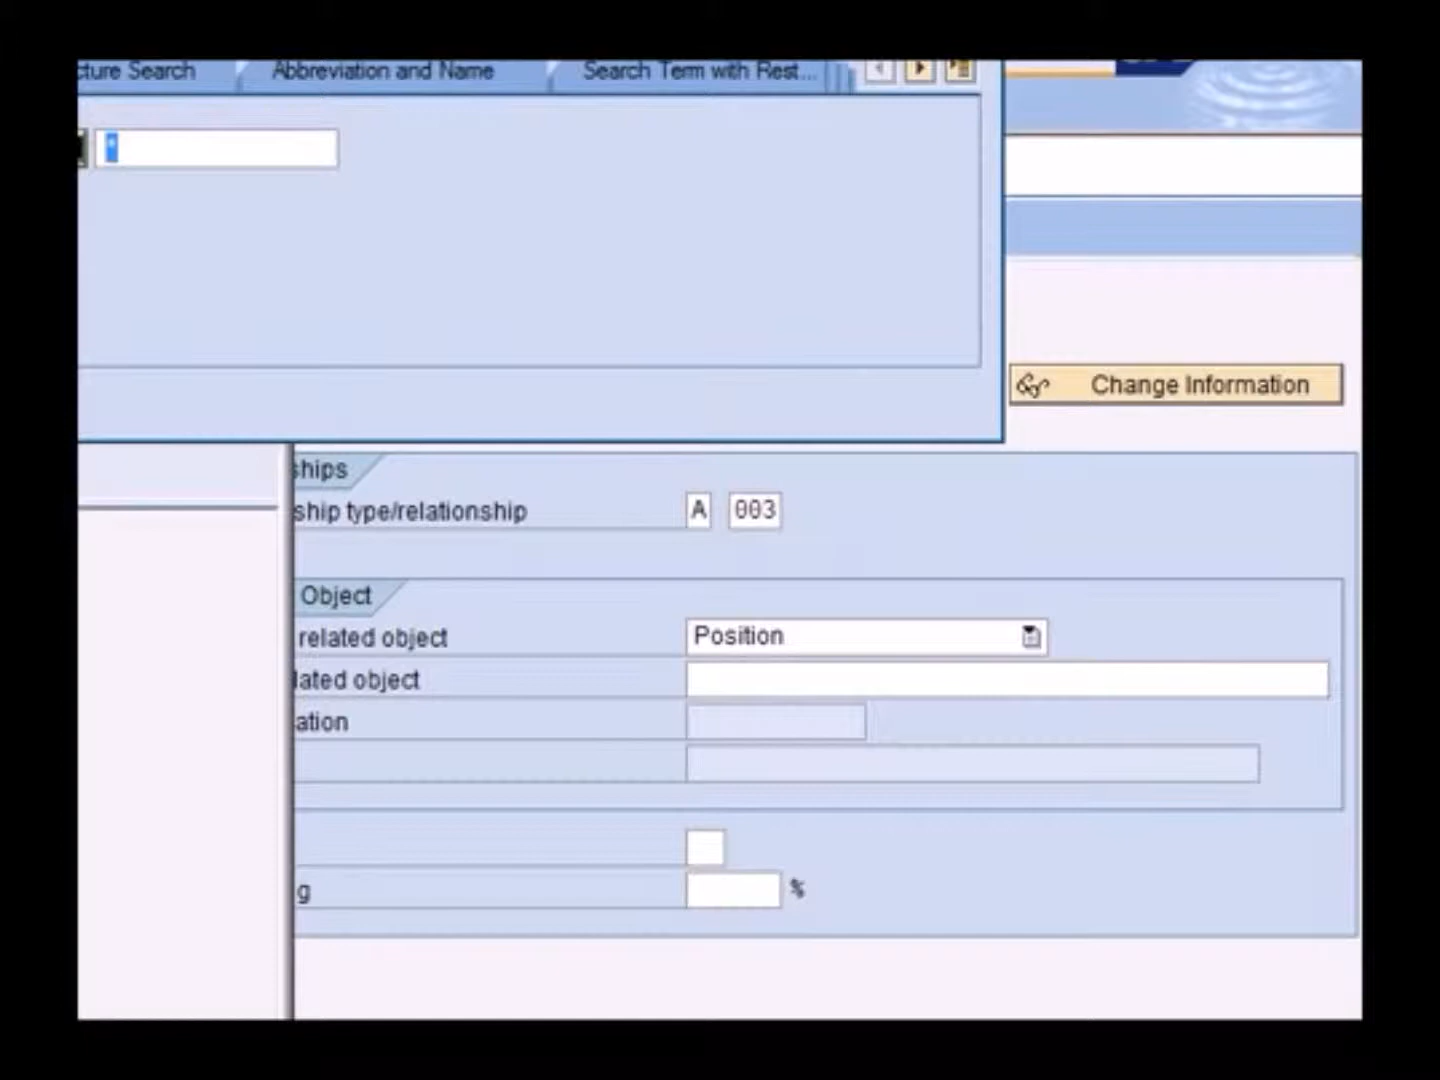 cture Search Abbreviation and Name Search Term with Rest...
*
Change Information
ships
ship type/relationship A 003
Object
related object Position
lated object
ation
g %